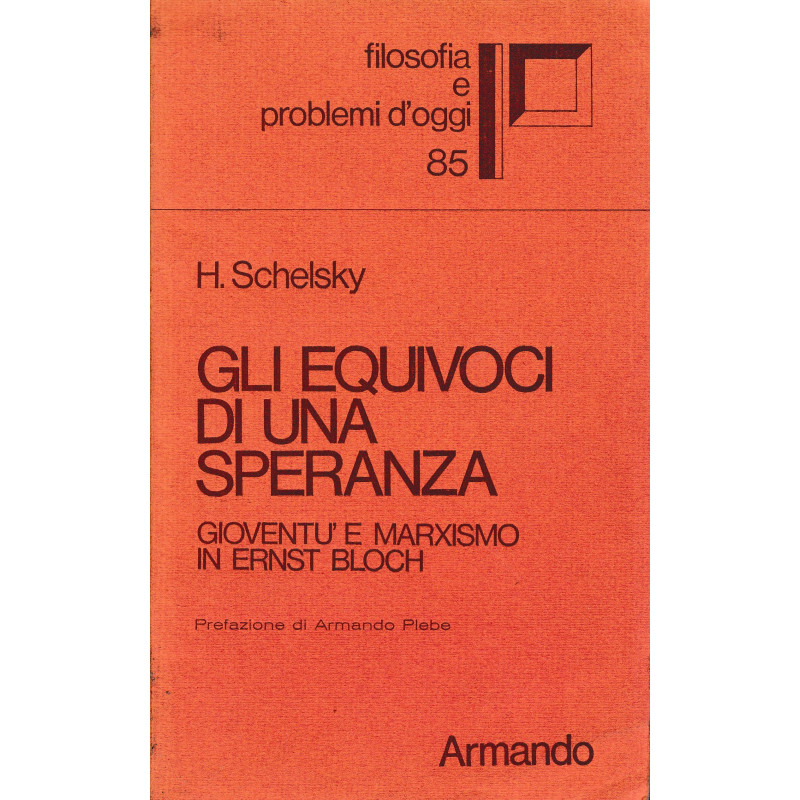 filosofia
e
problemi d'oggi
85
H. Schelsky
GLI EQUIVOCI
DI UNA
SPERANZA
GIOVENTU' E MARXISMO
IN ERNST BLOCH
Prefazione di Armando Plebe
Armando